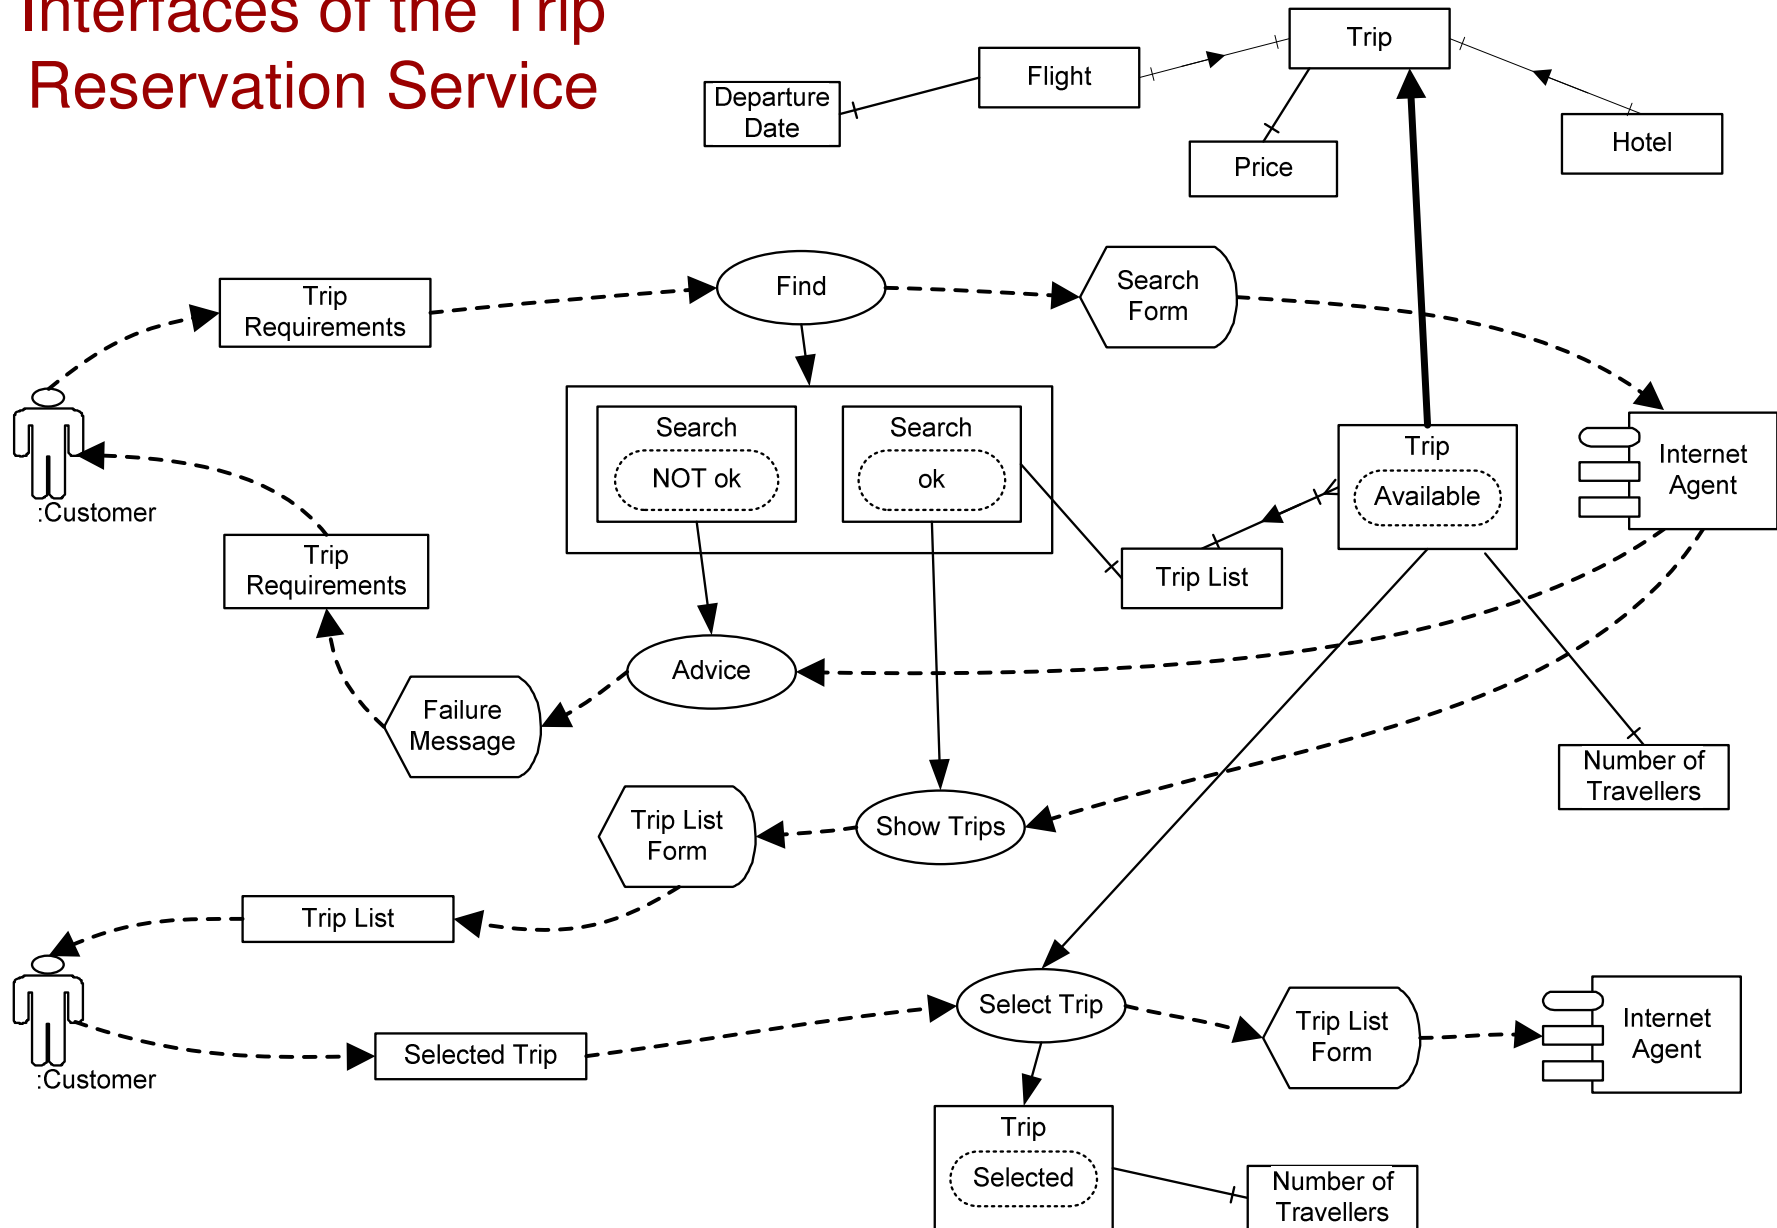 Interfaces of the Trip
Reservation Service
Trip
Flight
Departure
Date
Price
Hotel
Trip
Requirements
Find
Search
Form
Search
NOT ok
Search
ok
Trip
Available
Internet
Agent
:Customer
Trip
Requirements
Trip List
Advice
Failure
Message
Number of
Travellers
Trip List
Form
Show Trips
Trip List
Select Trip
Selected Trip
:Customer
Trip List
Form
Internet
Agent
Trip
Selected
Number of
Travellers